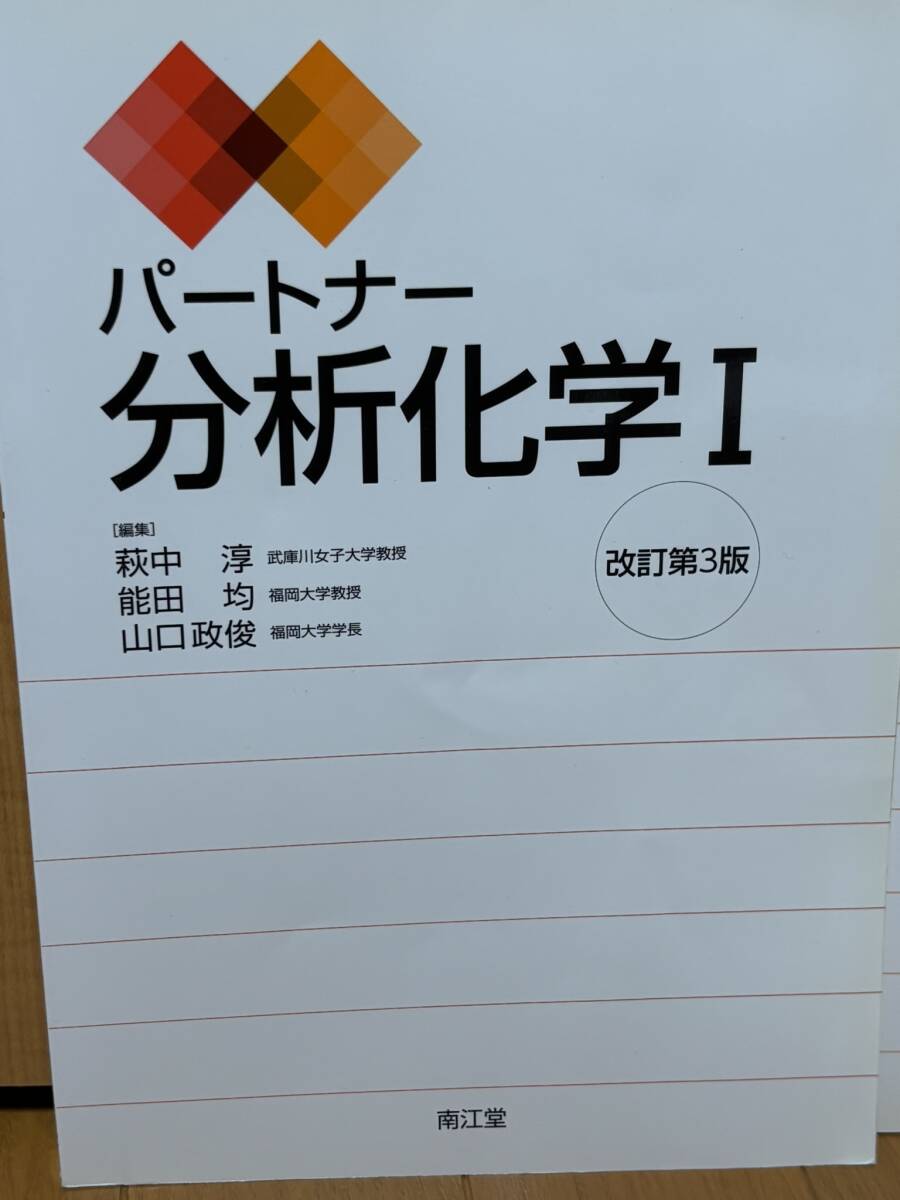 パートナー
分析化学Ⅰ
[編集]
萩中 淳 武庫川女子大学教授
能田 均 福岡大学教授
山口政俊 福岡大学学長
改訂第3版
南江堂